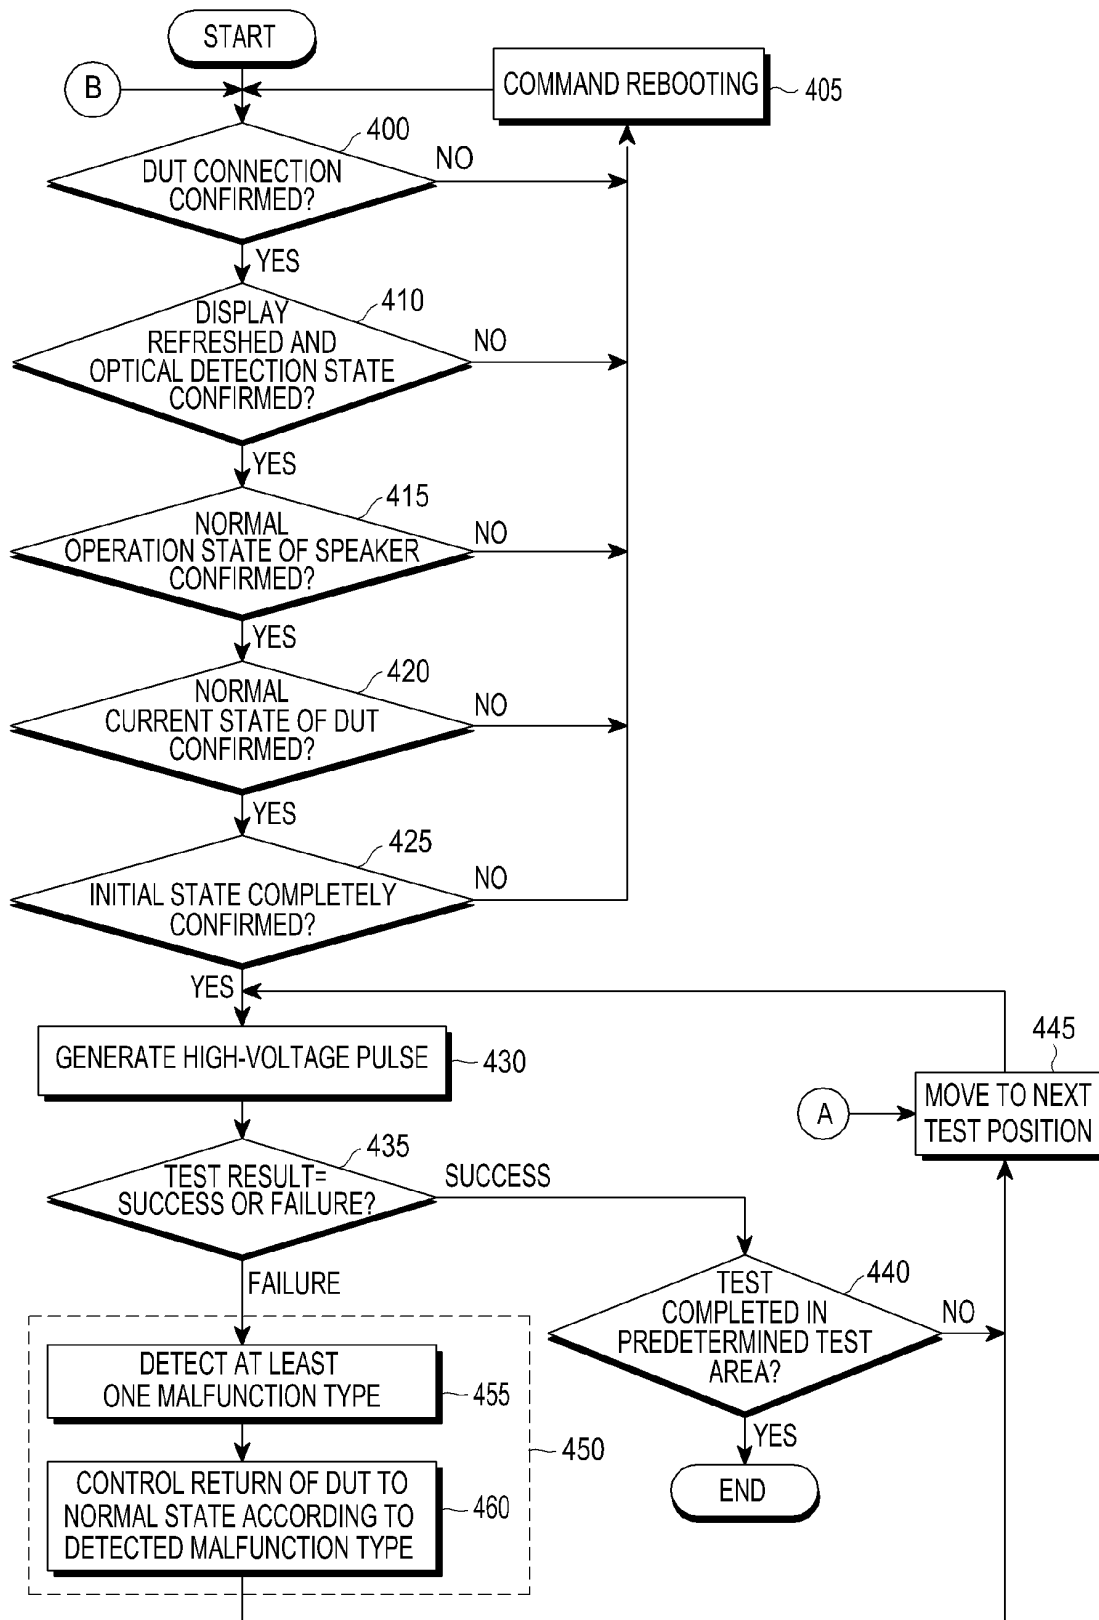 START
B
COMMAND REBOOTING
405
400
DUT CONNECTION
CONFIRMED?
NO
YES
410
DISPLAY
REFRESHED AND
OPTICAL DETECTION STATE
CONFIRMED?
NO
YES
415
NORMAL
OPERATION STATE OF SPEAKER
CONFIRMED?
NO
YES
420
NORMAL
CURRENT STATE OF DUT
CONFIRMED?
NO
YES
425
INITIAL STATE COMPLETELY
CONFIRMED?
NO
YES
GENERATE HIGH-VOLTAGE PULSE
430
445
MOVE TO NEXT
TEST POSITION
A
435
TEST RESULT=
SUCCESS OR FAILURE?
SUCCESS
FAILURE
440
TEST
COMPLETED IN
PREDETERMINED TEST
AREA?
NO
YES
END
DETECT AT LEAST
ONE MALFUNCTION TYPE
455
450
CONTROL RETURN OF DUT TO
NORMAL STATE ACCORDING TO
DETECTED MALFUNCTION TYPE
460